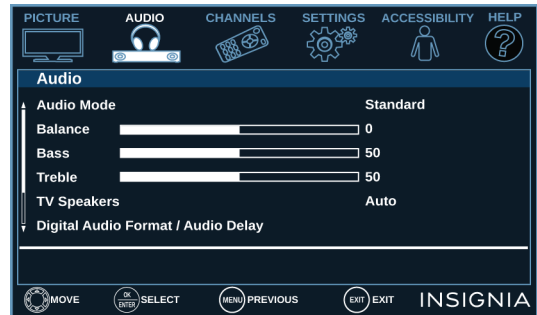 PICTURE AUDIO CHANNELS SETTINGS ACCESSIBILITY HELP
Audio
Audio Mode Standard
Balance 0
Bass 50
Treble 50
TV Speakers Auto
Digital Audio Format / Audio Delay
MOVE OK ENTER SELECT MENU PREVIOUS EXIT EXIT INSIGNIA